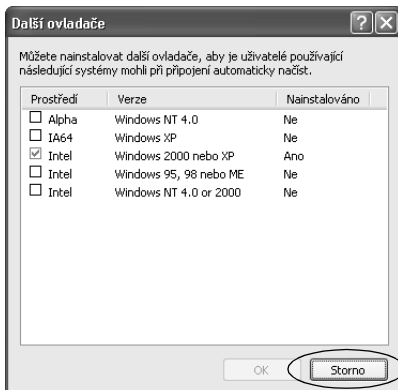 Další ovladače
Můžete nainstalovat další ovladače, aby je uživatelé používající
následující systémy mohli při připojení automaticky načíst.
Prostředí Verze Nainstalováno
Alpha Windows NT 4.0 Ne
IA64 Windows XP Ne
Intel Windows 2000 nebo XP Ano
Intel Windows 95, 98 nebo ME Ne
Intel Windows NT 4.0 or 2000 Ne
OK Storno